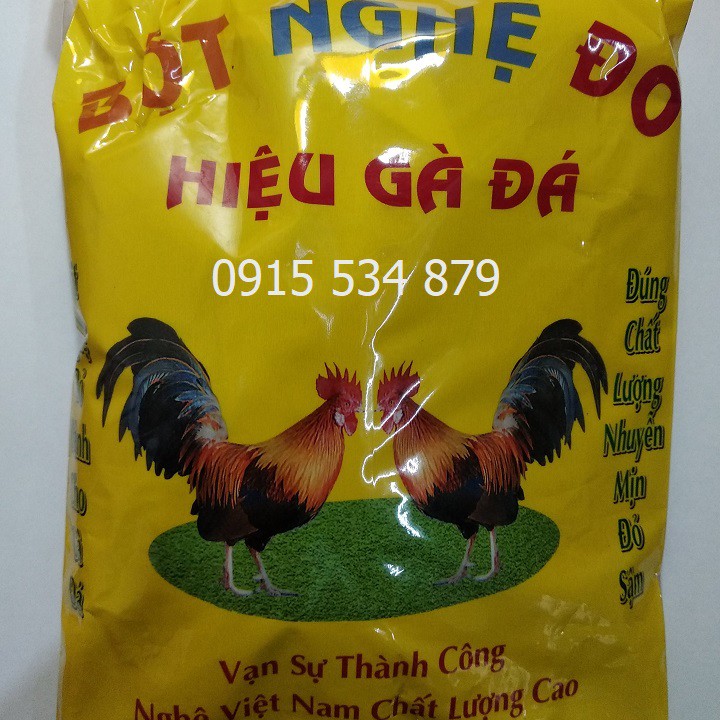 BỘT NGHỆ ĐỎ
HIỆU GÀ ĐÁ
0915 534 879
Đúng
Chất
Lượng
Nhuyễn
Mịn
Đỏ
Sậm
Vạn Sự Thành Công
Nghệ Việt Nam Chất Lượng Cao